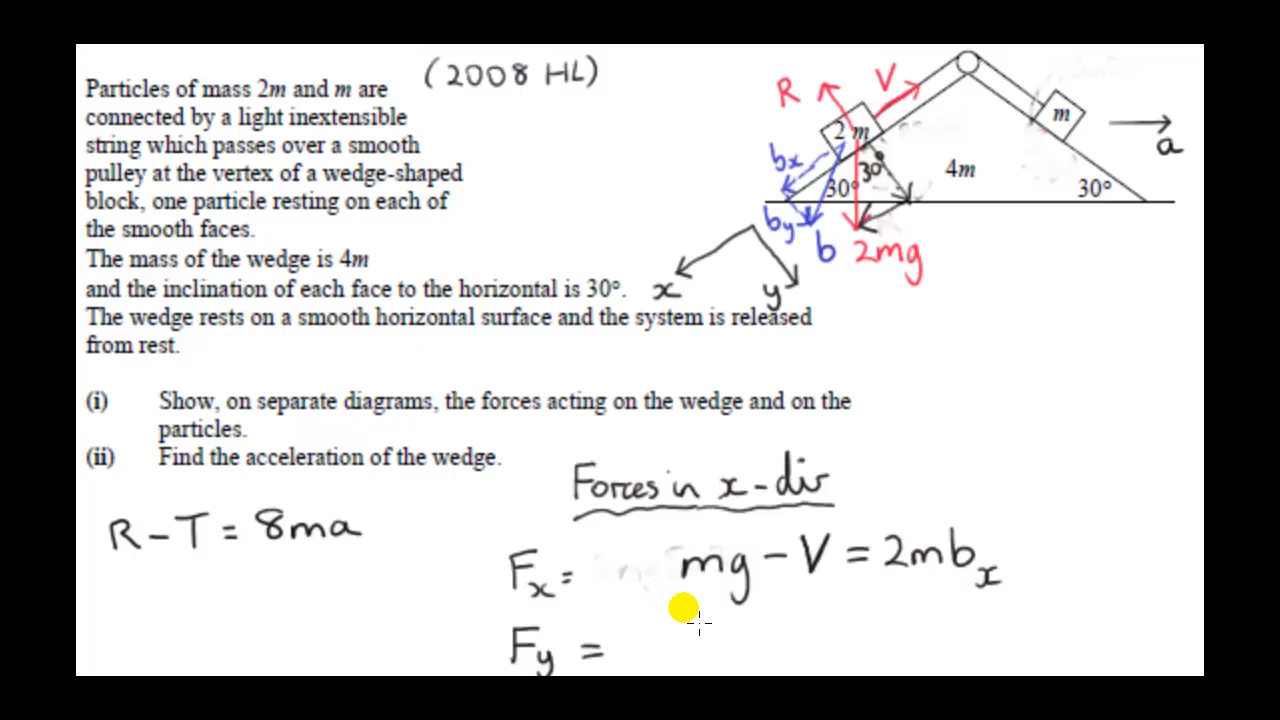 (2008 HL)
Particles of mass 2m and m are
connected by a light inextensible
string which passes over a smooth
pulley at the vertex of a wedge-shaped
block, one particle resting on each of
the smooth faces.
The mass of the wedge is 4m
and the inclination of each face to the horizontal is 30°.
The wedge rests on a smooth horizontal surface and the system is released
from rest.
R
V
2 m
m
a
bx
30°
30°
4m
30°
by
b
2mg
x
y
(i) Show, on separate diagrams, the forces acting on the wedge and on the
particles.
(ii) Find the acceleration of the wedge.
Forces in x-dir
R - T = 8ma
Fx = mg - V = 2mbx
Fy =